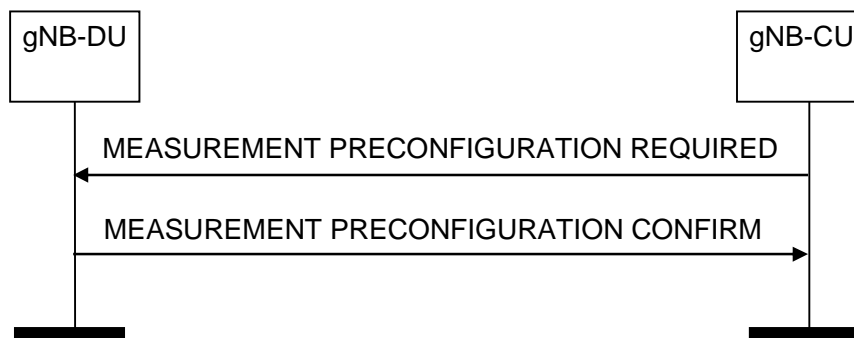 gNB-DU
gNB-CU
MEASUREMENT PRECONFIGURATION REQUIRED
MEASUREMENT PRECONFIGURATION CONFIRM